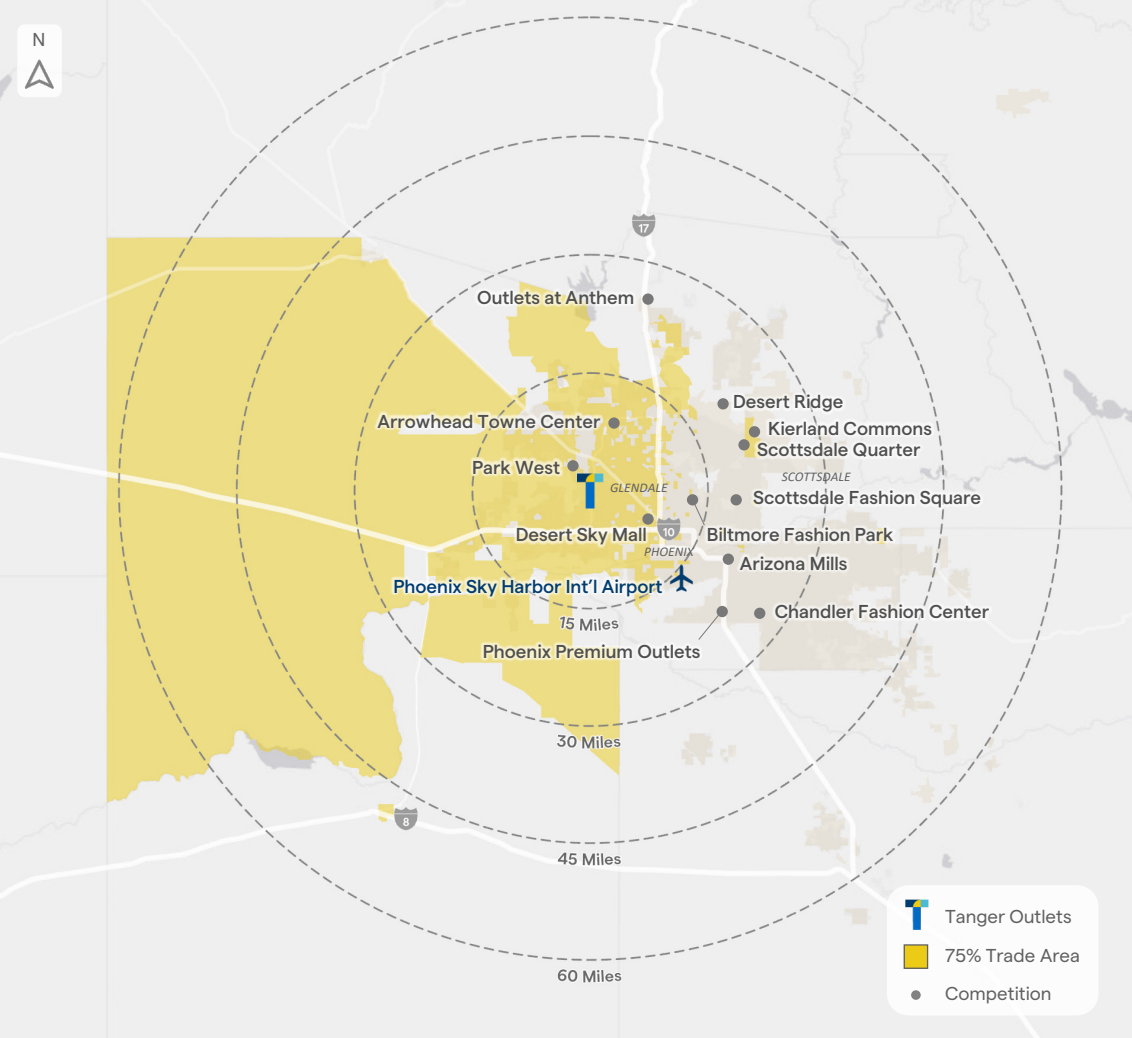 N
17
Outlets at Anthem
Desert Ridge
Arrowhead Towne Center
Kierland Commons
Scottsdale Quarter
Park West
SCOTTSDALE
GLENDALE
Scottsdale Fashion Square
10
Desert Sky Mall
Biltmore Fashion Park
PHOENIX
Arizona Mills
Phoenix Sky Harbor Int’l Airport
Chandler Fashion Center
15 Miles
Phoenix Premium Outlets
30 Miles
8
45 Miles
60 Miles
Tanger Outlets
75% Trade Area
Competition